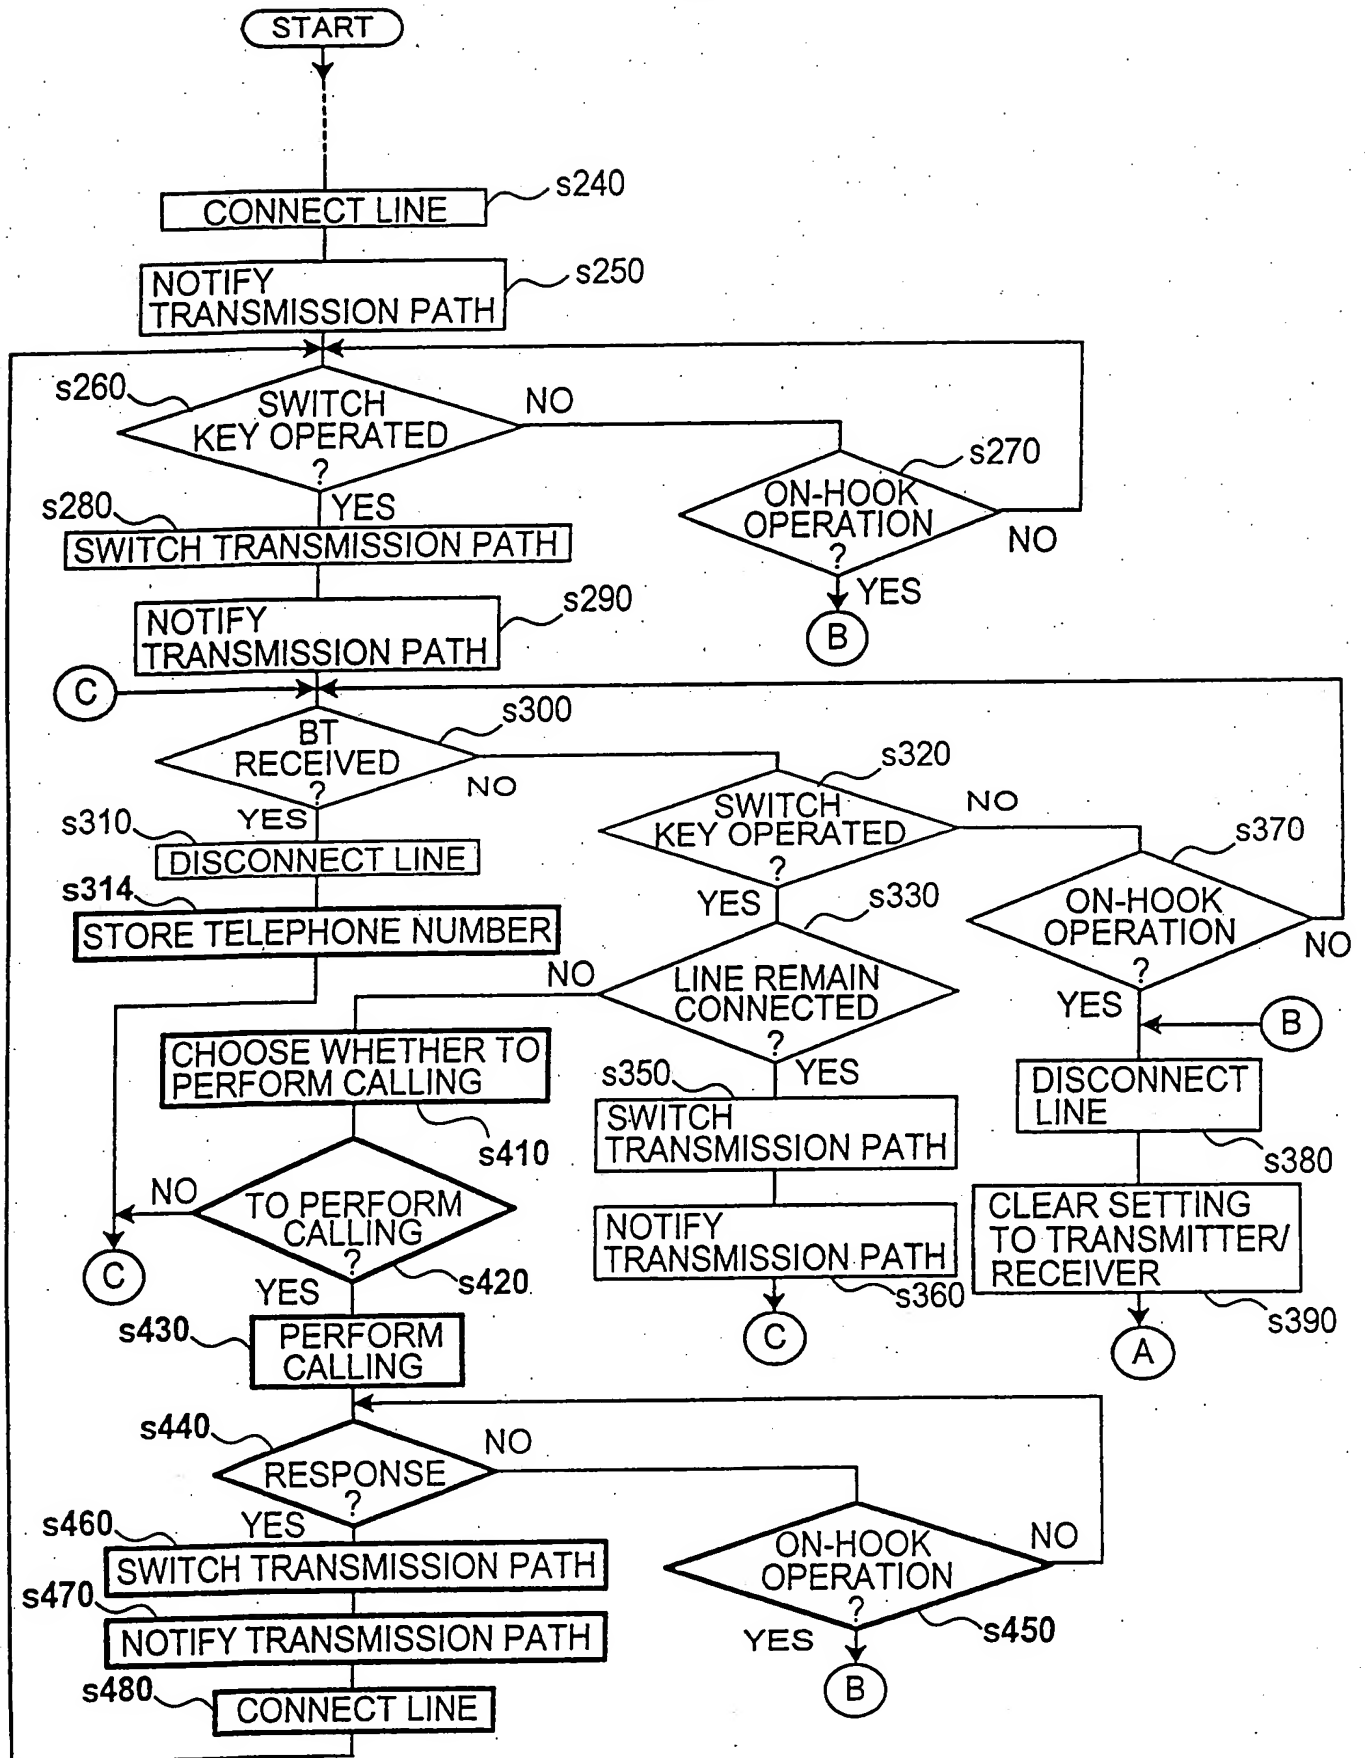 START
s240
CONNECT LINE
s250
NOTIFY
TRANSMISSION PATH
s260
SWITCH
KEY OPERATED
?
NO
YES
s270
ON-HOOK
OPERATION
?
NO
YES
B
s280
SWITCH TRANSMISSION PATH
s290
NOTIFY
TRANSMISSION PATH
C
s300
BT
RECEIVED
?
NO
YES
s310
DISCONNECT LINE
s314
STORE TELEPHONE NUMBER
s320
SWITCH
KEY OPERATED
?
NO
YES
s330
LINE REMAIN
CONNECTED
?
NO
YES
s370
ON-HOOK
OPERATION
?
NO
YES
B
CHOOSE WHETHER TO
PERFORM CALLING
s410
s350
SWITCH
TRANSMISSION PATH
DISCONNECT
LINE
s380
NO
TO PERFORM
CALLING
?
s420
YES
C
NOTIFY
TRANSMISSION PATH
s360
C
CLEAR SETTING
TO TRANSMITTER/
RECEIVER
s390
A
s430
PERFORM
CALLING
s440
RESPONSE
?
NO
YES
ON-HOOK
OPERATION
?
NO
s450
YES
B
s460
SWITCH TRANSMISSION PATH
s470
NOTIFY TRANSMISSION PATH
s480
CONNECT LINE